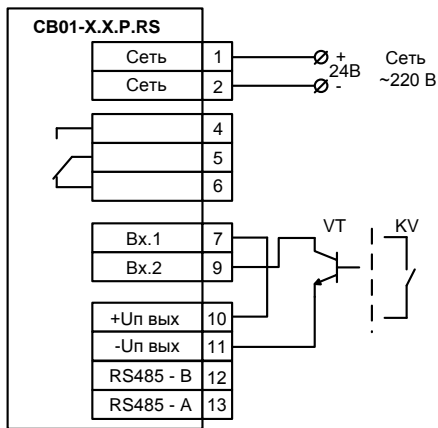 СВ01-Х.Х.Р.RS
Сеть 1
+
24В
Сеть
~220 В
Сеть 2
-
4
5
6
Вх.1 7
VT
KV
Вх.2 9
+Uп вых 10
-Uп вых 11
RS485 - B 12
RS485 - A 13